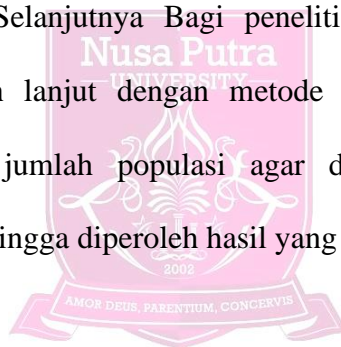 Selanjutnya Bagi peneliti
Nusa Putra
UNIVERSITY
lanjut dengan metode
jumlah populasi agar d
ingga diperoleh hasil yang
2002
AMOR DEUS, PARENTIUM, CONCERVIS